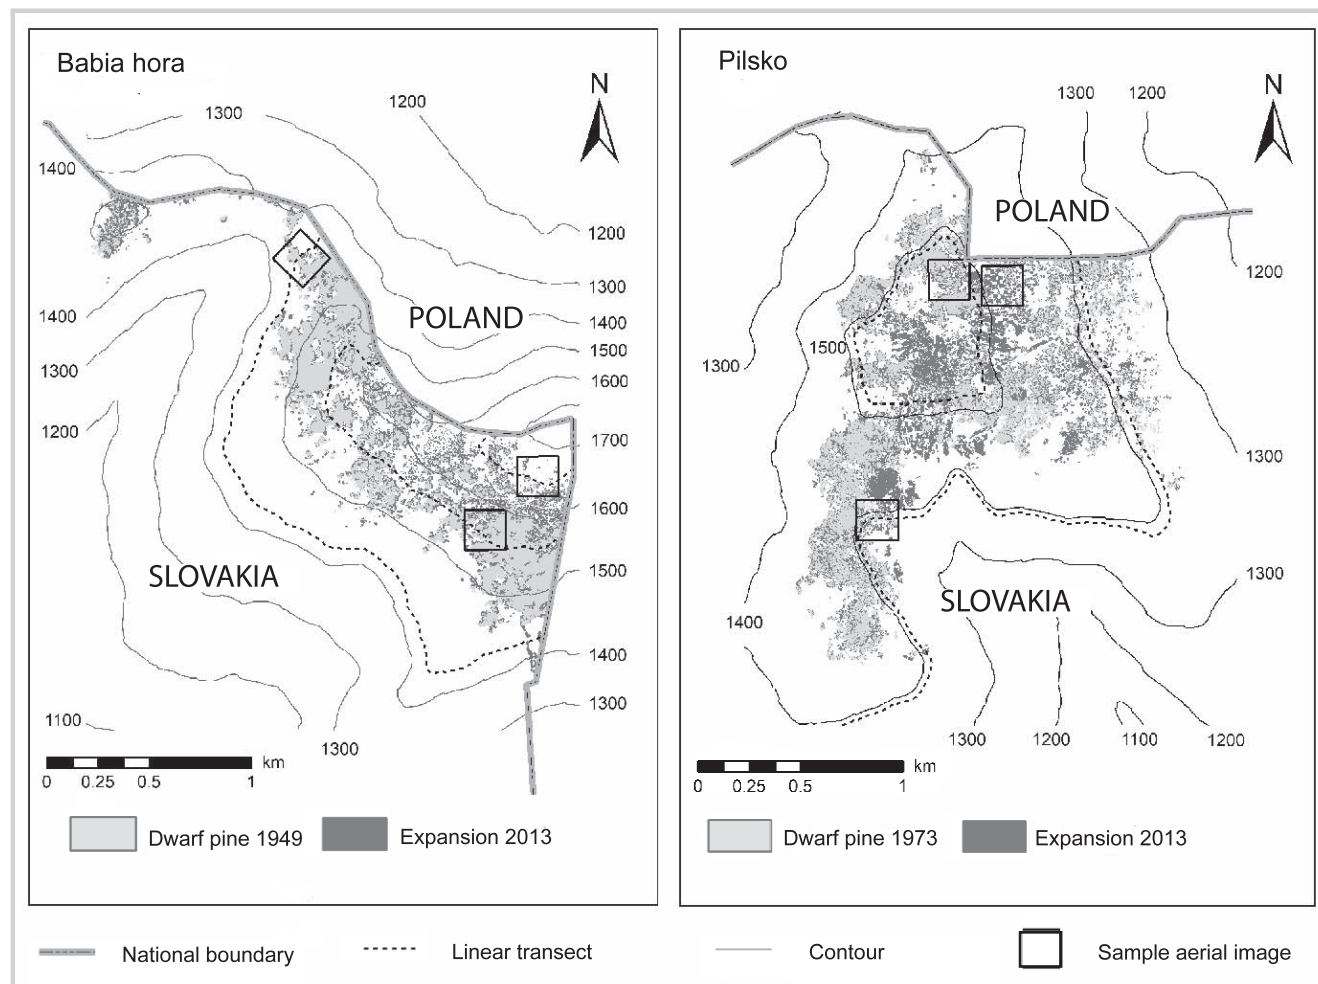 Babia hora
N
1200
1300
1400
1200
1300
1400
1500
1600
1700
1600
1500
1400
1300
POLAND
1400
1300
1200
SLOVAKIA
1100
1300
km
0 0.25 0.5 1
Dwarf pine 1949
Expansion 2013
Pilsko
N
1300 1200
POLAND
1200
1500
1300
1300
1300
SLOVAKIA
1400
1300 1200 1100 1200
km
0 0.25 0.5 1
Dwarf pine 1973
Expansion 2013
National boundary
Linear transect
Contour
Sample aerial image